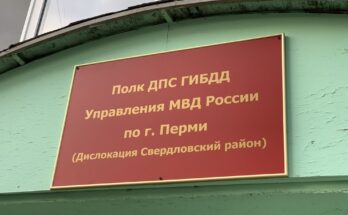 Полк ДПС ГИБДД
Управления МВД России
по г. Перми
(Дислокация Свердловский район)